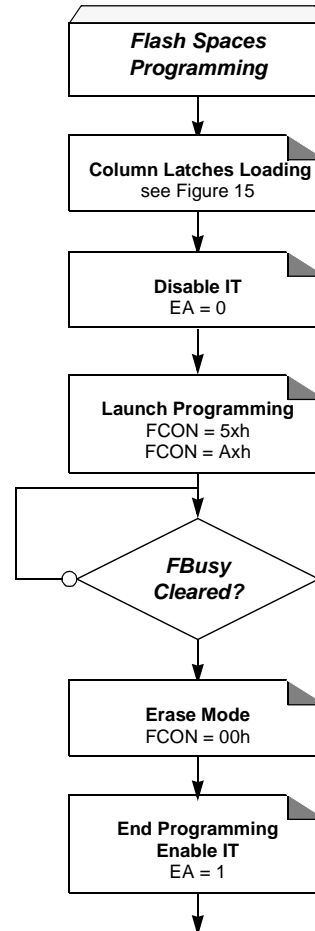 Flash Spaces
Programming
Column Latches Loading
see Figure 15
Disable IT
EA = 0
Launch Programming
FCON = 5xh
FCON = Axh
FBusy
Cleared?
Erase Mode
FCON = 00h
End Programming
Enable IT
EA = 1